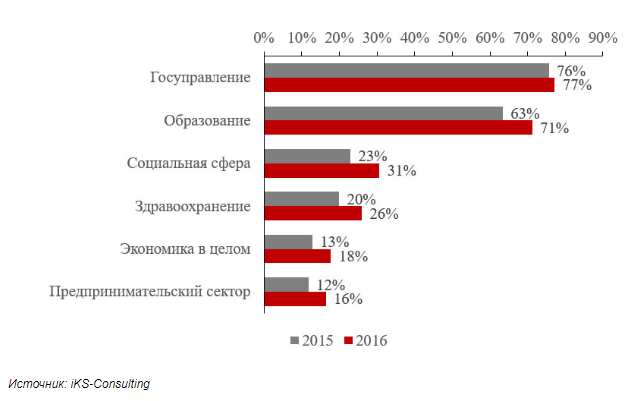 0% 10% 20% 30% 40% 50% 60% 70% 80% 90%
Госуправление 76%
77%
Образование 63%
71%
Социальная сфера 23%
31%
Здравоохранение 20%
26%
Экономика в целом 13%
18%
Предпринимательский сектор 12%
16%
2015 2016
Источник: iKS-Consulting